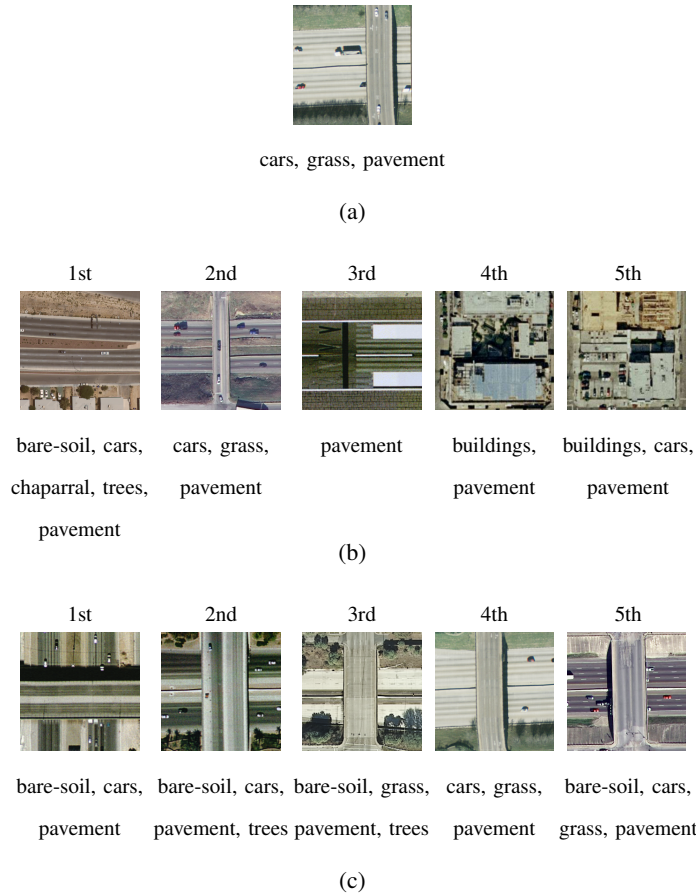 cars, grass, pavement
(a)
1st 2nd 3rd 4th 5th
bare-soil, cars, cars, grass, pavement buildings, buildings, cars,
chaparral, trees, pavement pavement pavement
pavement
(b)
1st 2nd 3rd 4th 5th
bare-soil, cars, bare-soil, cars, bare-soil, grass, cars, grass, bare-soil, cars,
pavement pavement, trees pavement, trees pavement grass, pavement
(c)